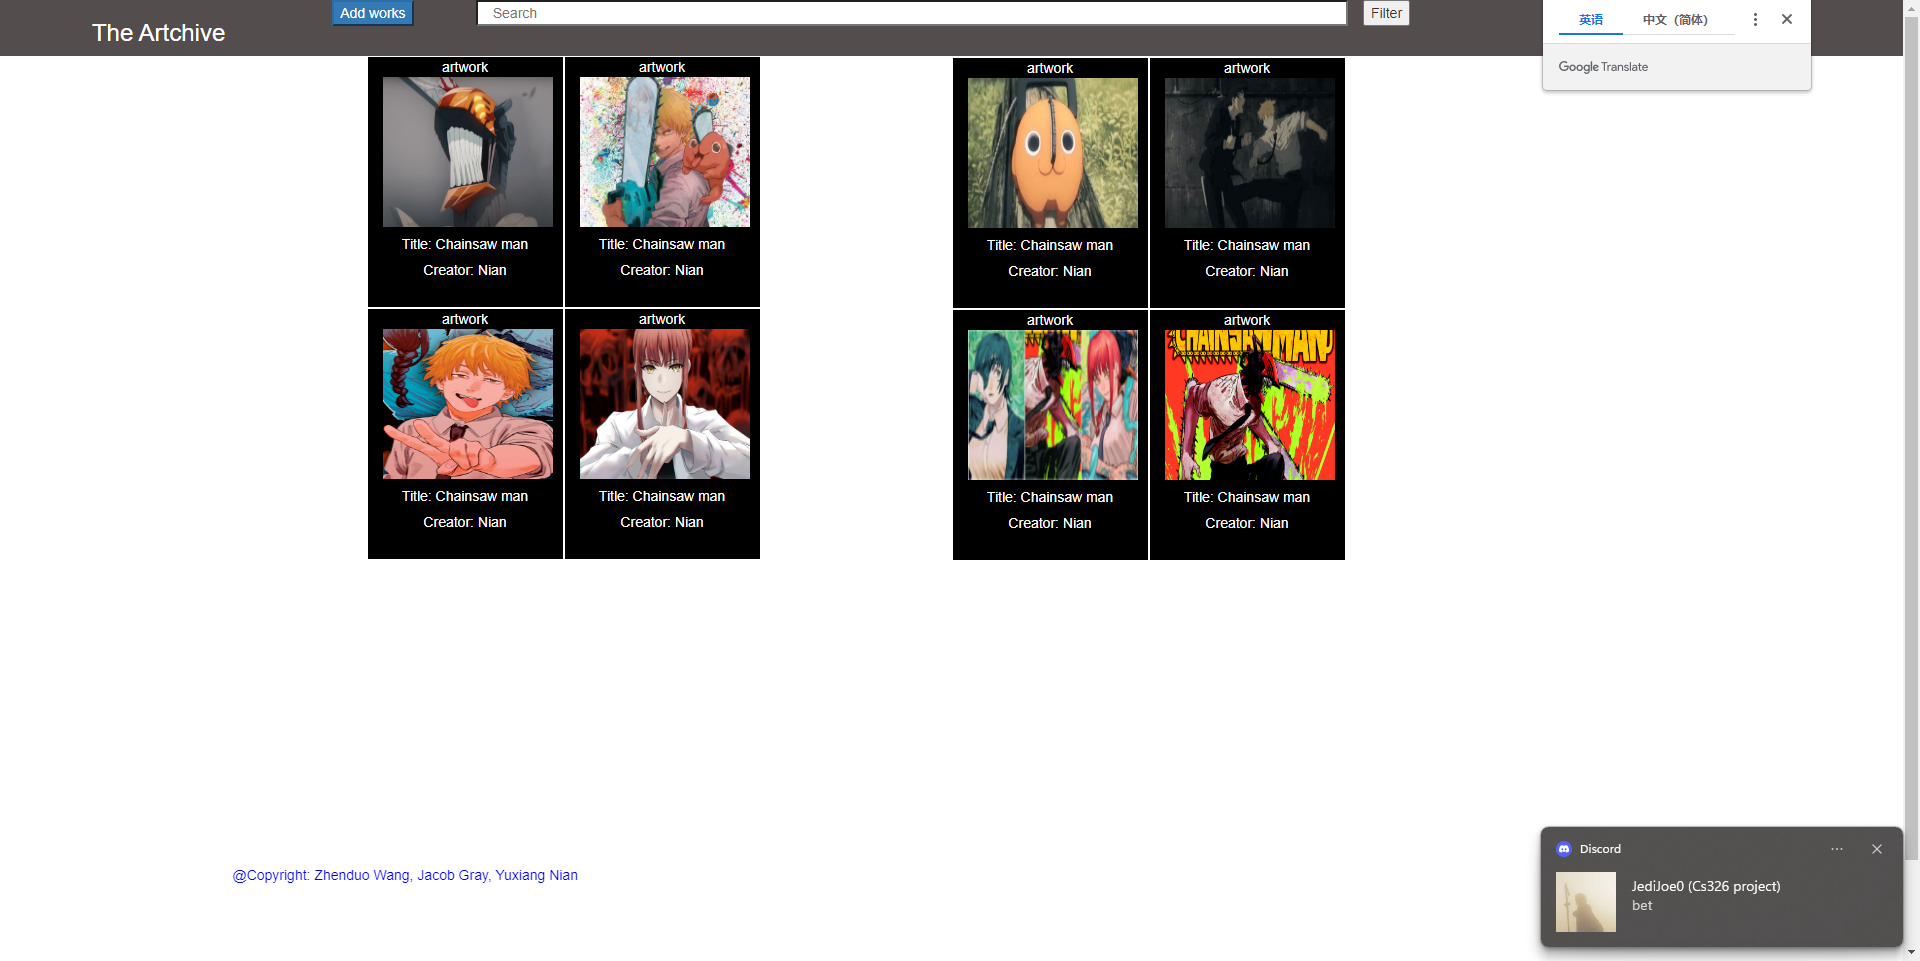 The Artchive
Add works
Search
Filter
英语
中文（简体）
Google Translate
artwork
artwork
Title: Chainsaw man
Title: Chainsaw man
Creator: Nian
Creator: Nian
artwork
artwork
Title: Chainsaw man
Title: Chainsaw man
Creator: Nian
Creator: Nian
artwork
artwork
Title: Chainsaw man
Title: Chainsaw man
Creator: Nian
Creator: Nian
artwork
artwork
CHAINSAW MAN
Title: Chainsaw man
Title: Chainsaw man
Creator: Nian
Creator: Nian
@Copyright: Zhenduo Wang, Jacob Gray, Yuxiang Nian
Discord
JediJoe0 (Cs326 project)
bet